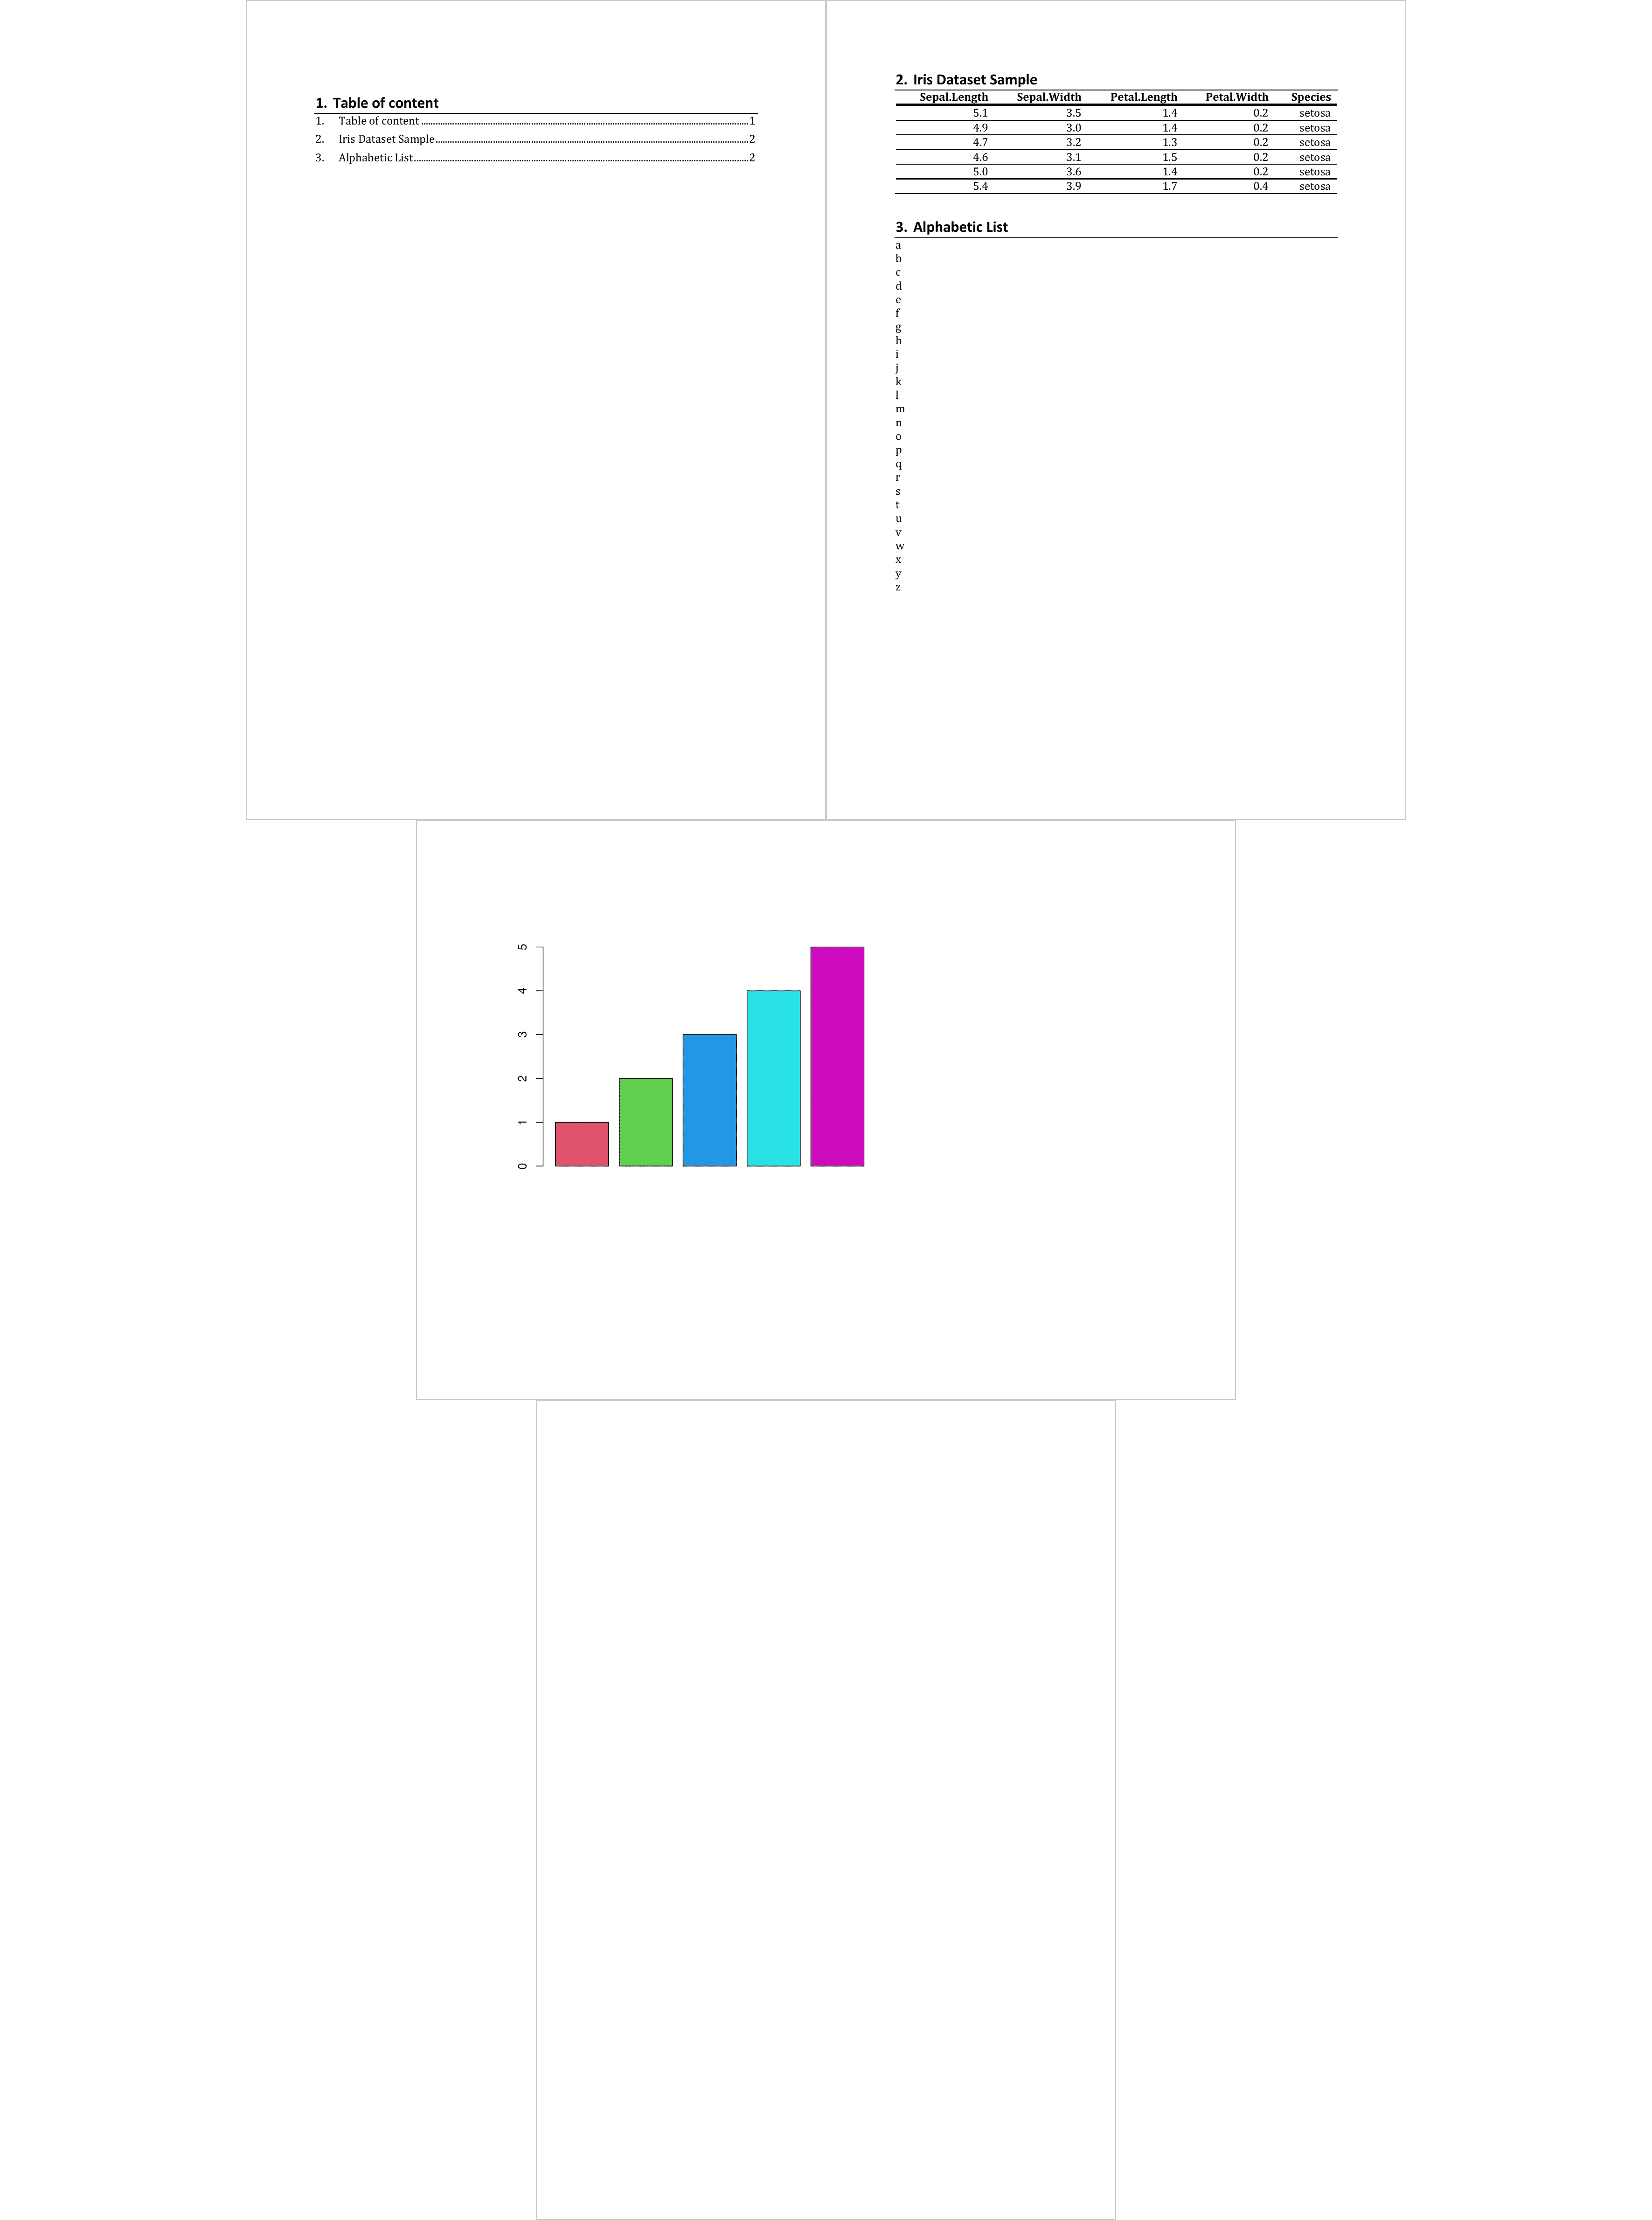 1. Table of content
1. Table of content ........................................ 1
2. Iris Dataset Sample ........................................ 2
3. Alphabetic List ........................................ 2
2. Iris Dataset Sample
Sepal.Length Sepal.Width Petal.Length Petal.Width Species
5.1 3.5 1.4 0.2 setosa
4.9 3.0 1.4 0.2 setosa
4.7 3.2 1.3 0.2 setosa
4.6 3.1 1.5 0.2 setosa
5.0 3.6 1.4 0.2 setosa
5.4 3.9 1.7 0.4 setosa
3. Alphabetic List
a
b
c
d
e
f
g
h
i
j
k
l
m
n
o
p
q
r
s
t
u
v
w
x
y
z
5
4
3
2
1
0